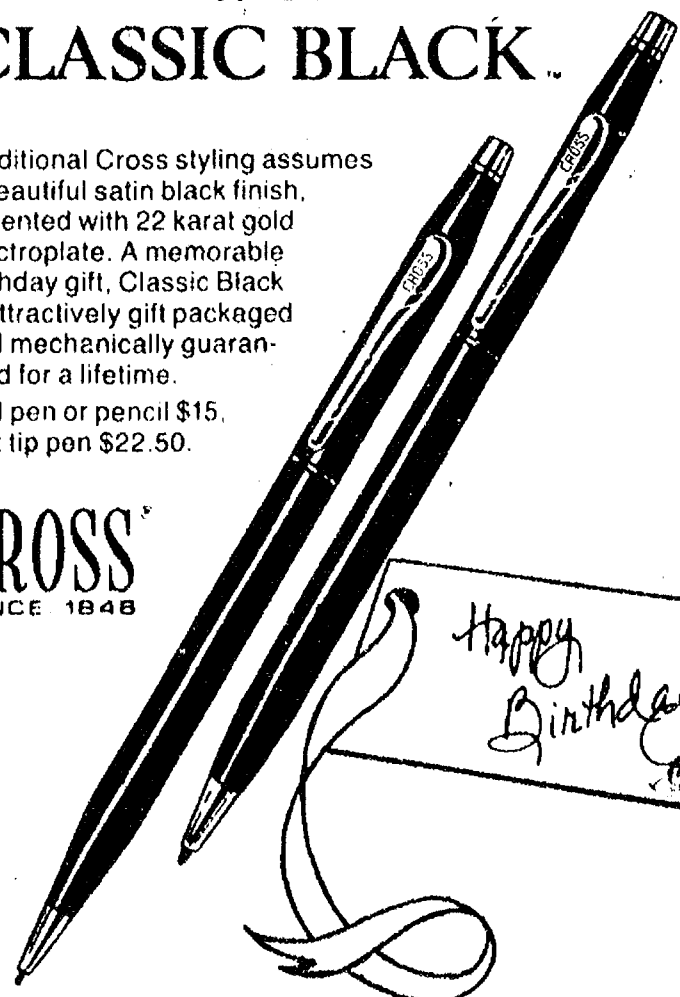 CLASSIC BLACK™
ditional Cross styling assumes
eautiful satin black finish,
ented with 22 karat gold
ctroplate. A memorable
hday gift, Classic Black
ttractively gift packaged
l mechanically guaran-
d for a lifetime.
l pen or pencil $15,
t tip pen $22.50.
CROSS
CROSS
ROSS
NCE 1846
Happy
Birthday